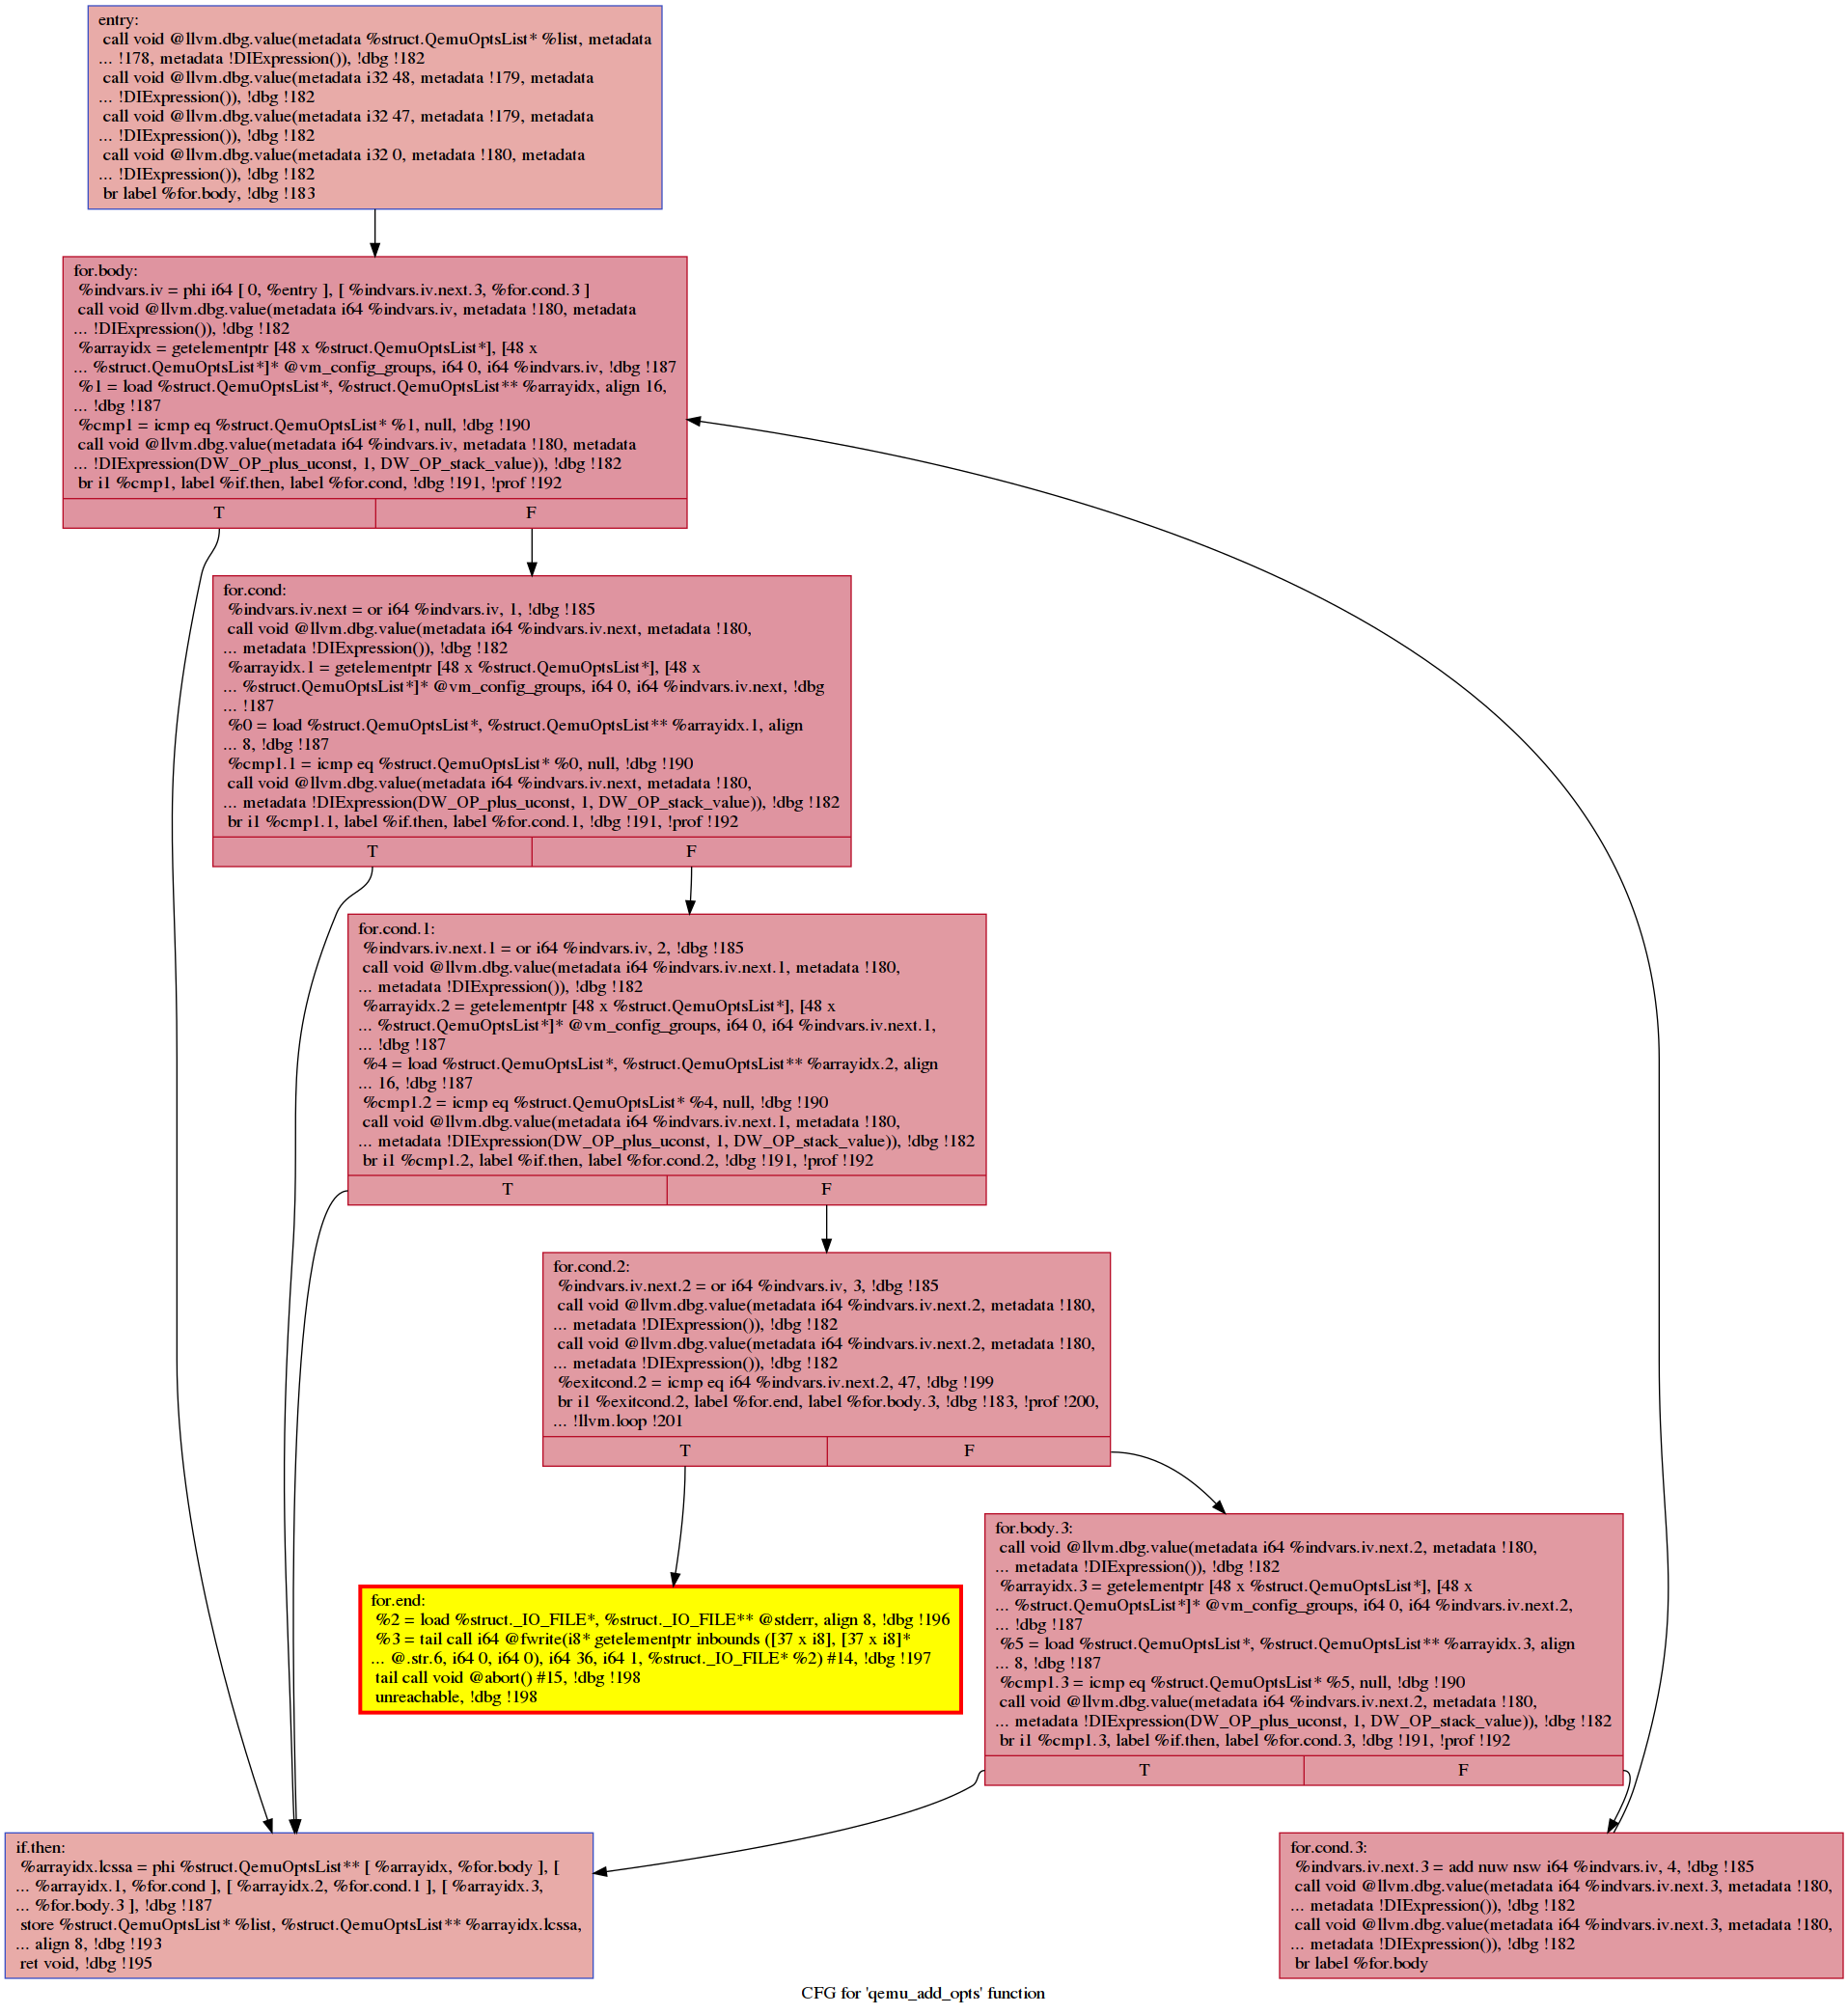 entry:
call void @llvm.dbg.value(metadata %struct.QemuOptsList* %list, metadata
... !178, metadata !DIExpression()), !dbg !182
call void @llvm.dbg.value(metadata i32 48, metadata !179, metadata
... !DIExpression()), !dbg !182
call void @llvm.dbg.value(metadata i32 47, metadata !179, metadata
... !DIExpression()), !dbg !182
call void @llvm.dbg.value(metadata i32 0, metadata !180, metadata
... !DIExpression()), !dbg !182
br label %for.body, !dbg !183
for.body:
%indvars.iv = phi i64 [ 0, %entry ], [ %indvars.iv.next.3, %for.cond.3 ]
call void @llvm.dbg.value(metadata i64 %indvars.iv, metadata !180, metadata
... !DIExpression()), !dbg !182
%arrayidx = getelementptr [48 x %struct.QemuOptsList*], [48 x
... %struct.QemuOptsList*]* @vm_config_groups, i64 0, i64 %indvars.iv, !dbg !187
%1 = load %struct.QemuOptsList*, %struct.QemuOptsList** %arrayidx, align 16,
... !dbg !187
%cmp1 = icmp eq %struct.QemuOptsList* %1, null, !dbg !190
call void @llvm.dbg.value(metadata i64 %indvars.iv, metadata !180, metadata
... !DIExpression(DW_OP_plus_uconst, 1, DW_OP_stack_value)), !dbg !182
br i1 %cmp1, label %if.then, label %for.cond, !dbg !191, !prof !192
T
F
for.cond:
%indvars.iv.next = or i64 %indvars.iv, 1, !dbg !185
call void @llvm.dbg.value(metadata i64 %indvars.iv.next, metadata !180,
... metadata !DIExpression()), !dbg !182
%arrayidx.1 = getelementptr [48 x %struct.QemuOptsList*], [48 x
... %struct.QemuOptsList*]* @vm_config_groups, i64 0, i64 %indvars.iv.next, !dbg
... !187
%0 = load %struct.QemuOptsList*, %struct.QemuOptsList** %arrayidx.1, align
... 8, !dbg !187
%cmp1.1 = icmp eq %struct.QemuOptsList* %0, null, !dbg !190
call void @llvm.dbg.value(metadata i64 %indvars.iv.next, metadata !180,
... metadata !DIExpression(DW_OP_plus_uconst, 1, DW_OP_stack_value)), !dbg !182
br i1 %cmp1.1, label %if.then, label %for.cond.1, !dbg !191, !prof !192
T
F
for.cond.1:
%indvars.iv.next.1 = or i64 %indvars.iv, 2, !dbg !185
call void @llvm.dbg.value(metadata i64 %indvars.iv.next.1, metadata !180,
... metadata !DIExpression()), !dbg !182
%arrayidx.2 = getelementptr [48 x %struct.QemuOptsList*], [48 x
... %struct.QemuOptsList*]* @vm_config_groups, i64 0, i64 %indvars.iv.next.1,
... !dbg !187
%4 = load %struct.QemuOptsList*, %struct.QemuOptsList** %arrayidx.2, align
... 16, !dbg !187
%cmp1.2 = icmp eq %struct.QemuOptsList* %4, null, !dbg !190
call void @llvm.dbg.value(metadata i64 %indvars.iv.next.1, metadata !180,
... metadata !DIExpression(DW_OP_plus_uconst, 1, DW_OP_stack_value)), !dbg !182
br i1 %cmp1.2, label %if.then, label %for.cond.2, !dbg !191, !prof !192
T
F
for.cond.2:
%indvars.iv.next.2 = or i64 %indvars.iv, 3, !dbg !185
call void @llvm.dbg.value(metadata i64 %indvars.iv.next.2, metadata !180,
... metadata !DIExpression()), !dbg !182
call void @llvm.dbg.value(metadata i64 %indvars.iv.next.2, metadata !180,
... metadata !DIExpression()), !dbg !182
%exitcond.2 = icmp eq i64 %indvars.iv.next.2, 47, !dbg !199
br i1 %exitcond.2, label %for.end, label %for.body.3, !dbg !183, !prof !200,
... !llvm.loop !201
T
F
for.body.3:
call void @llvm.dbg.value(metadata i64 %indvars.iv.next.2, metadata !180,
... metadata !DIExpression()), !dbg !182
%arrayidx.3 = getelementptr [48 x %struct.QemuOptsList*], [48 x
... %struct.QemuOptsList*]* @vm_config_groups, i64 0, i64 %indvars.iv.next.2,
... !dbg !187
%5 = load %struct.QemuOptsList*, %struct.QemuOptsList** %arrayidx.3, align
... 8, !dbg !187
%cmp1.3 = icmp eq %struct.QemuOptsList* %5, null, !dbg !190
call void @llvm.dbg.value(metadata i64 %indvars.iv.next.2, metadata !180,
... metadata !DIExpression(DW_OP_plus_uconst, 1, DW_OP_stack_value)), !dbg !182
br i1 %cmp1.3, label %if.then, label %for.cond.3, !dbg !191, !prof !192
T
F
for.end:
%2 = load %struct._IO_FILE*, %struct._IO_FILE** @stderr, align 8, !dbg !196
%3 = tail call i64 @fwrite(i8* getelementptr inbounds ([37 x i8], [37 x i8]*
... @.str.6, i64 0, i64 0), i64 36, i64 1, %struct._IO_FILE* %2) #14, !dbg !197
tail call void @abort() #15, !dbg !198
unreachable, !dbg !198
if.then:
%arrayidx.lcssa = phi %struct.QemuOptsList** [ %arrayidx, %for.body ], [
... %arrayidx.1, %for.cond ], [ %arrayidx.2, %for.cond.1 ], [ %arrayidx.3,
... %for.body.3 ], !dbg !187
store %struct.QemuOptsList* %list, %struct.QemuOptsList** %arrayidx.lcssa,
... align 8, !dbg !193
ret void, !dbg !195
for.cond.3:
%indvars.iv.next.3 = add nuw nsw i64 %indvars.iv, 4, !dbg !185
call void @llvm.dbg.value(metadata i64 %indvars.iv.next.3, metadata !180,
... metadata !DIExpression()), !dbg !182
call void @llvm.dbg.value(metadata i64 %indvars.iv.next.3, metadata !180,
... metadata !DIExpression()), !dbg !182
br label %for.body
CFG for 'qemu_add_opts' function